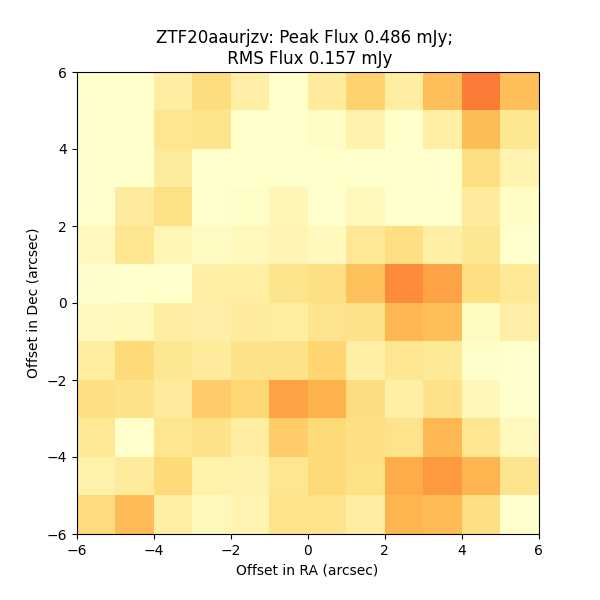 ZTF20aaurjzv: Peak Flux 0.486 mJy;
RMS Flux 0.157 mJy
6
4
2
0
−2
−4
−6
Offset in Dec (arcsec)
−6 −4 −2 0 2 4 6
Offset in RA (arcsec)